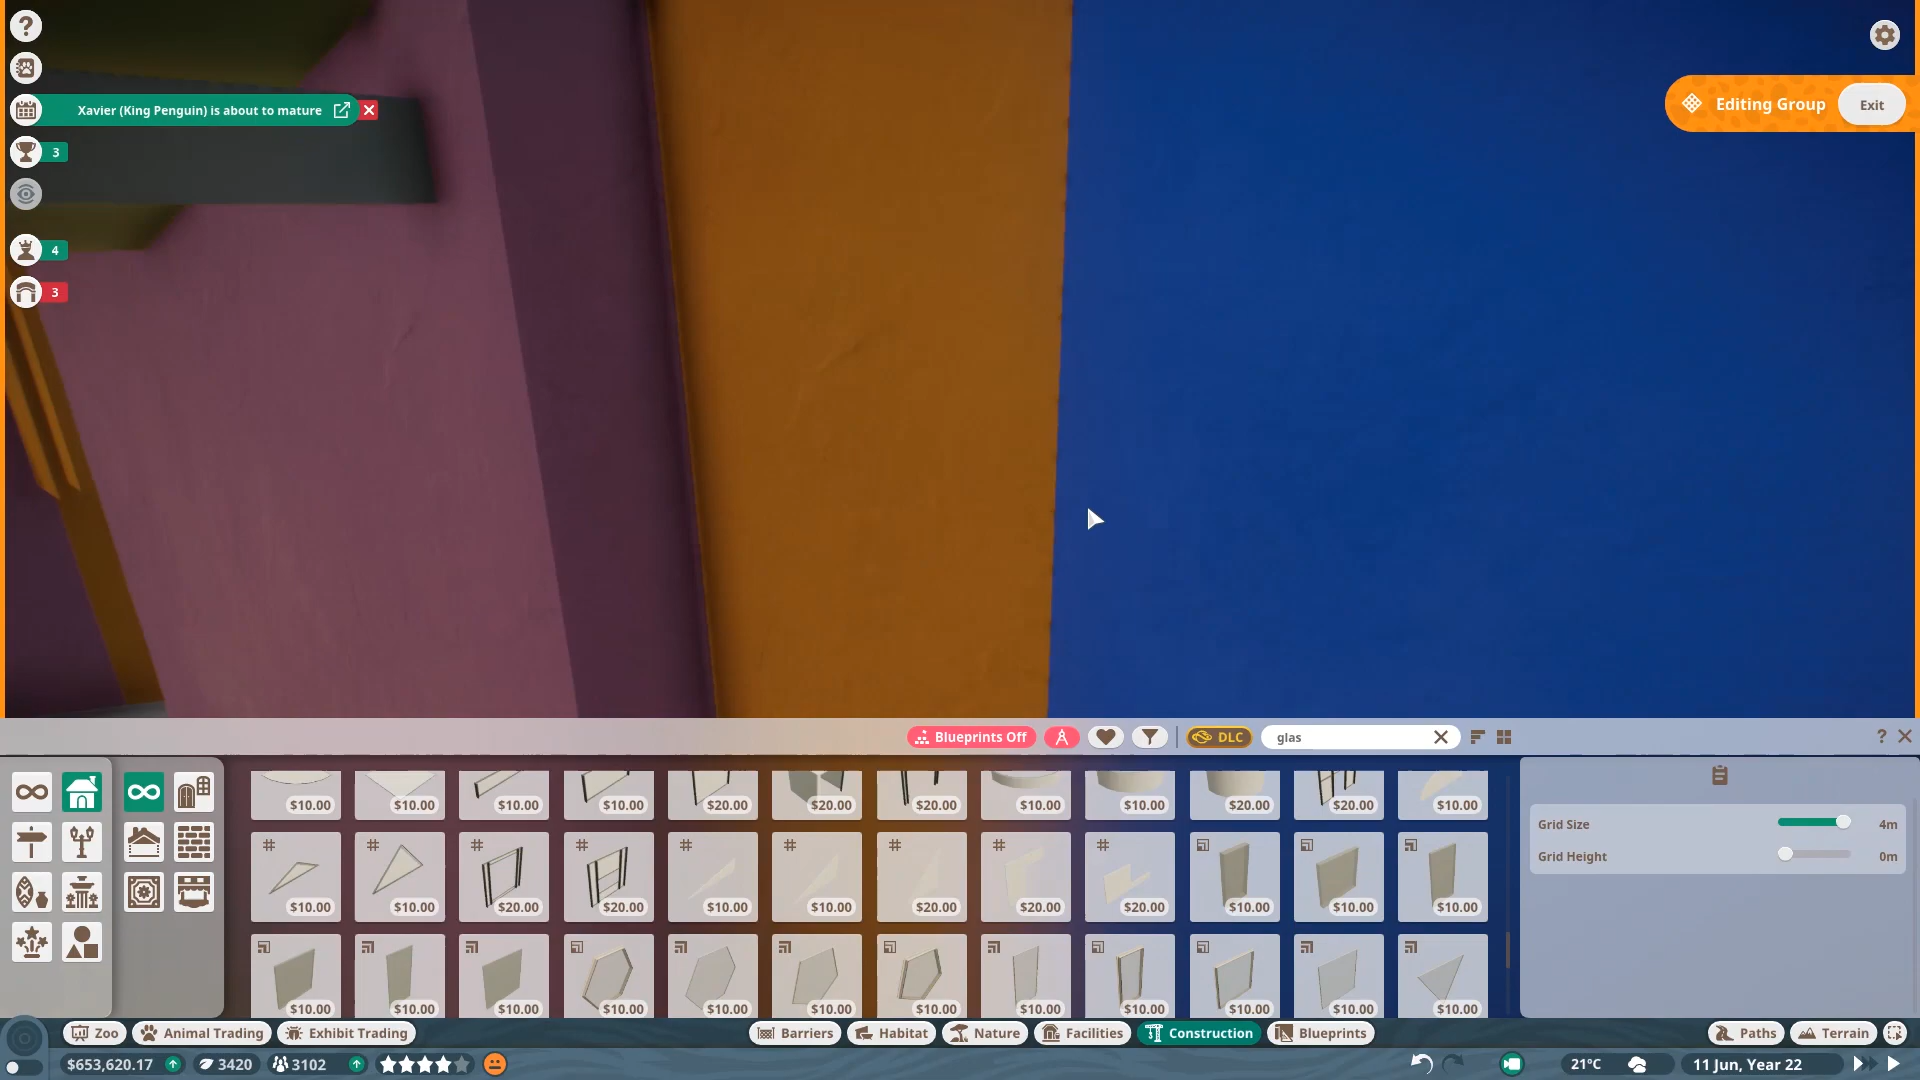 ?
Editing Group
Exit
Xavier (King Penguin) is about to mature
3
4
3
Blueprints Off
DLC
glas
?
$10.00 $10.00 $10.00 $10.00 $20.00 $20.00 $20.00 $10.00 $10.00 $20.00 $20.00 $10.00
Grid Size 4m
Grid Height 0m
$10.00 $10.00 $20.00 $20.00 $10.00 $10.00 $20.00 $20.00 $20.00 $10.00 $10.00 $10.00
$10.00 $10.00 $10.00 $10.00 $10.00 $10.00 $10.00 $10.00 $10.00 $10.00 $10.00 $10.00
Zoo Animal Trading Exhibit Trading Barriers Habitat Nature Facilities Construction Blueprints Paths Terrain
$653,620.17 3420 3102 21°C 11 Jun, Year 22